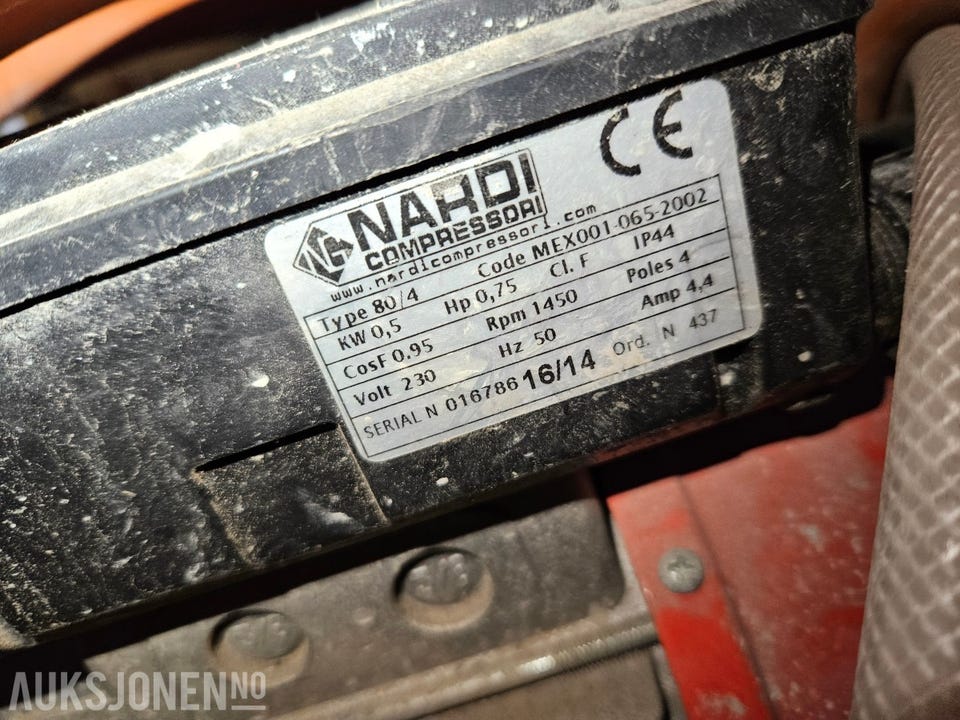 CE
NARDI
COMPRESSORI
www.nardicompressori.com
Type 80/4 Code MEX001-065-2002
KW 0,5 Hp 0,75 Cl. F IP44
CosF 0.95 Rpm 1450 Poles 4
Volt 230 Hz 50 Amp 4,4
SERIAL N 016786 16/14 Ord. N 437
AUKSJONEN.NO